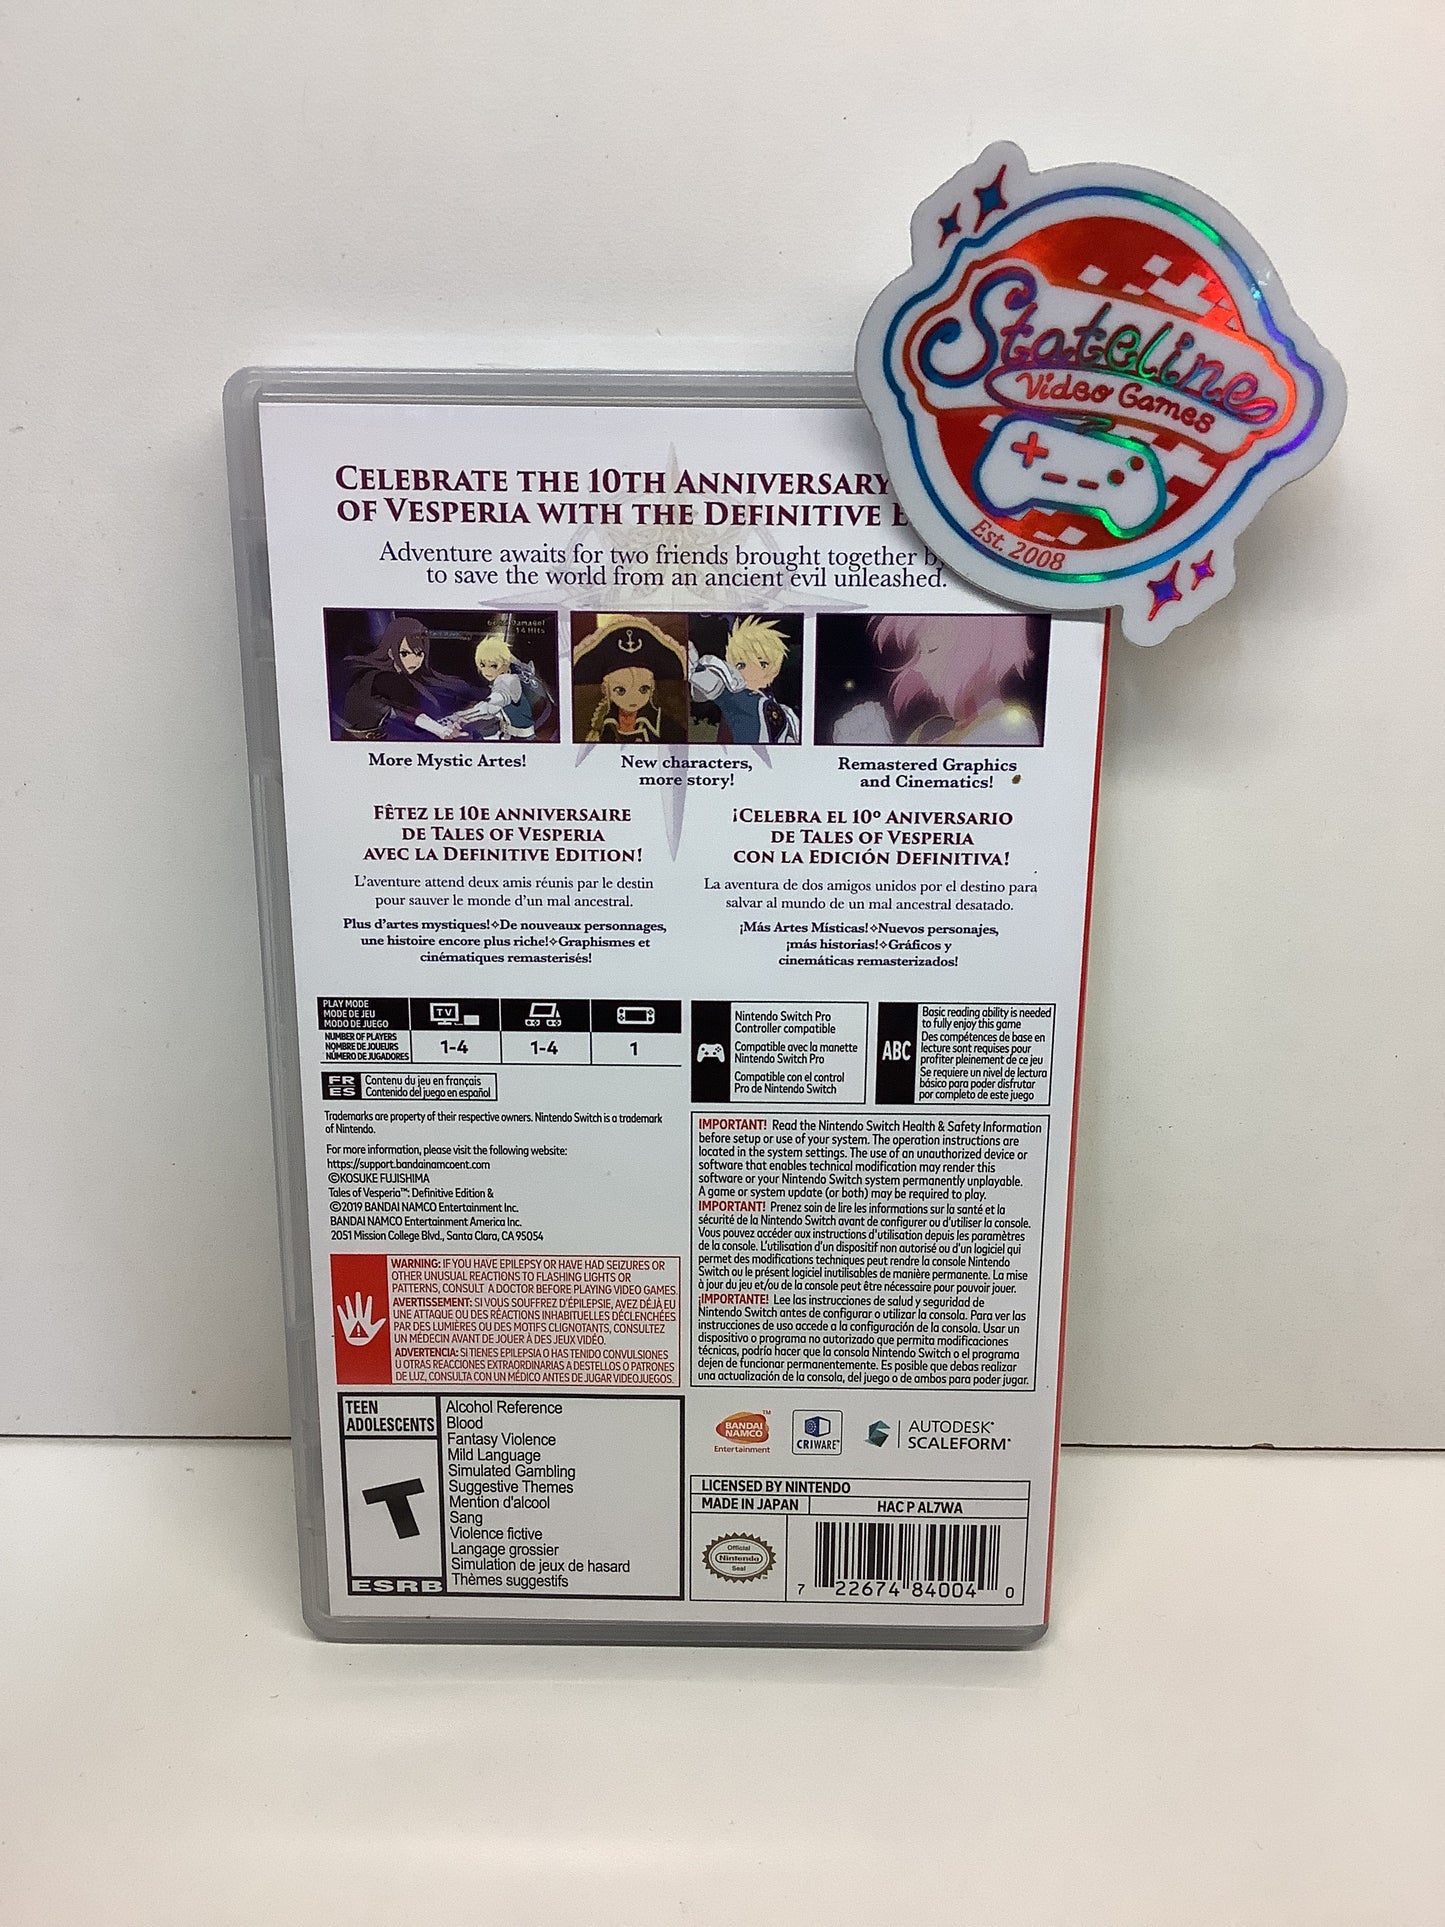 Stateline
Video Games
Est. 2008
CELEBRATE THE 10TH ANNIVERSARY
OF VESPERIA WITH THE DEFINITIVE
Adventure awaits for two friends brought together
to save the world from an ancient evil unleashed.
More Mystic Artes!
New characters,
more story!
Remastered Graphics
and Cinematics!
FÊTEZ LE 10E ANNIVERSAIRE
DE TALES OF VESPERIA
AVEC LA DEFINITIVE EDITION!
L'aventure attend deux amis réunis par le destin
pour sauver le monde d'un mal ancestral.
Plus d'artes mystiques!✧De nouveaux personnages,
une histoire encore plus riche!✧Graphismes et
cinématiques remasterisés!
¡CELEBRA EL 10º ANIVERSARIO
DE TALES OF VESPERIA
CON LA EDICIÓN DEFINITIVA!
La aventura de dos amigos unidos por el destino para
salvar al mundo de un mal ancestral desatado.
¡Más Artes Místicas!✧Nuevos personajes,
¡más historias!✧Gráficos y
cinemáticas remasterizados!
PLAY MODE
MODE DE JEU
MODO DE JUEGO
TV
NUMBER OF PLAYERS
NOMBRE DE JOUEURS
NÚMERO DE JUGADORES
1-4
1-4
1
FR
ES
Contenu du jeu en français
Contenido del juego en español
Nintendo Switch Pro
Controller compatible
Compatible avec la manette
Nintendo Switch Pro
Compatible con el control
Pro de Nintendo Switch
ABC
Basic reading ability is needed
to fully enjoy this game
Des compétences de base en
lecture sont requises pour
profiter pleinement de ce jeu
Se requiere un nivel de lectura
básico para poder disfrutar
por completo de este juego
Trademarks are property of their respective owners. Nintendo Switch is a trademark
of Nintendo.
For more information, please visit the following website:
https://support.bandainamcoent.com
©KOSUKE FUJISHIMA
Tales of Vesperia™: Definitive Edition &
©2019 BANDAI NAMCO Entertainment Inc.
BANDAI NAMCO Entertainment America Inc.
2051 Mission College Blvd., Santa Clara, CA 95054
WARNING: IF YOU HAVE EPILEPSY OR HAVE HAD SEIZURES OR
OTHER UNUSUAL REACTIONS TO FLASHING LIGHTS OR
PATTERNS, CONSULT A DOCTOR BEFORE PLAYING VIDEO GAMES.
AVERTISSEMENT: SI VOUS SOUFFREZ D'ÉPILEPSIE, AVEZ DÉJÀ EU
UNE ATTAQUE OU DES RÉACTIONS INHABITUELLES DÉCLENCHÉES
PAR DES LUMIÈRES OU DES MOTIFS CLIGNOTANTS, CONSULTEZ
UN MÉDECIN AVANT DE JOUER À DES JEUX VIDÉO.
ADVERTENCIA: SI TIENES EPILEPSIA O HAS TENIDO CONVULSIONES
U OTRAS REACCIONES EXTRAORDINARIAS A DESTELLOS O PATRONES
DE LUZ, CONSULTA CON UN MÉDICO ANTES DE JUGAR VIDEOJUEGOS.
IMPORTANT! Read the Nintendo Switch Health & Safety Information
before setup or use of your system. The operation instructions are
located in the system settings. The use of an unauthorized device or
software that enables technical modification may render this
software or your Nintendo Switch system permanently unplayable.
A game or system update (or both) may be required to play.
IMPORTANT! Prenez soin de lire les informations sur la santé et la
sécurité de la Nintendo Switch avant de configurer ou d'utiliser la console.
Vous pouvez accéder aux instructions d'utilisation depuis les paramètres
de la console. L'utilisation d'un dispositif non autorisé ou d'un logiciel qui
permet des modifications techniques peut rendre la console Nintendo
Switch ou le présent logiciel inutilisables de manière permanente. La mise
à jour du jeu et/ou de la console peut être nécessaire pour pouvoir jouer.
¡IMPORTANTE! Lee las instrucciones de salud y seguridad de
Nintendo Switch antes de configurar o utilizar la consola. Para ver las
instrucciones de uso accede a la configuración de la consola. Usar un
dispositivo o programa no autorizado que permita modificaciones
técnicas, podría hacer que la consola Nintendo Switch o el programa
dejen de funcionar permanentemente. Es posible que debas realizar
una actualización de la consola, del juego o de ambos para poder jugar.
TEEN
ADOLESCENTS
T
ESRB
Alcohol Reference
Blood
Fantasy Violence
Mild Language
Simulated Gambling
Suggestive Themes
Mention d'alcool
Sang
Violence fictive
Langage grossier
Simulation de jeux de hasard
Thèmes suggestifs
BANDAI
NAMCO
Entertainment
CRIWARE™
AUTODESK®
SCALEFORM®
LICENSED BY NINTENDO
MADE IN JAPAN
HAC P AL7WA
Official
Nintendo
Seal
7 22674 84004 0